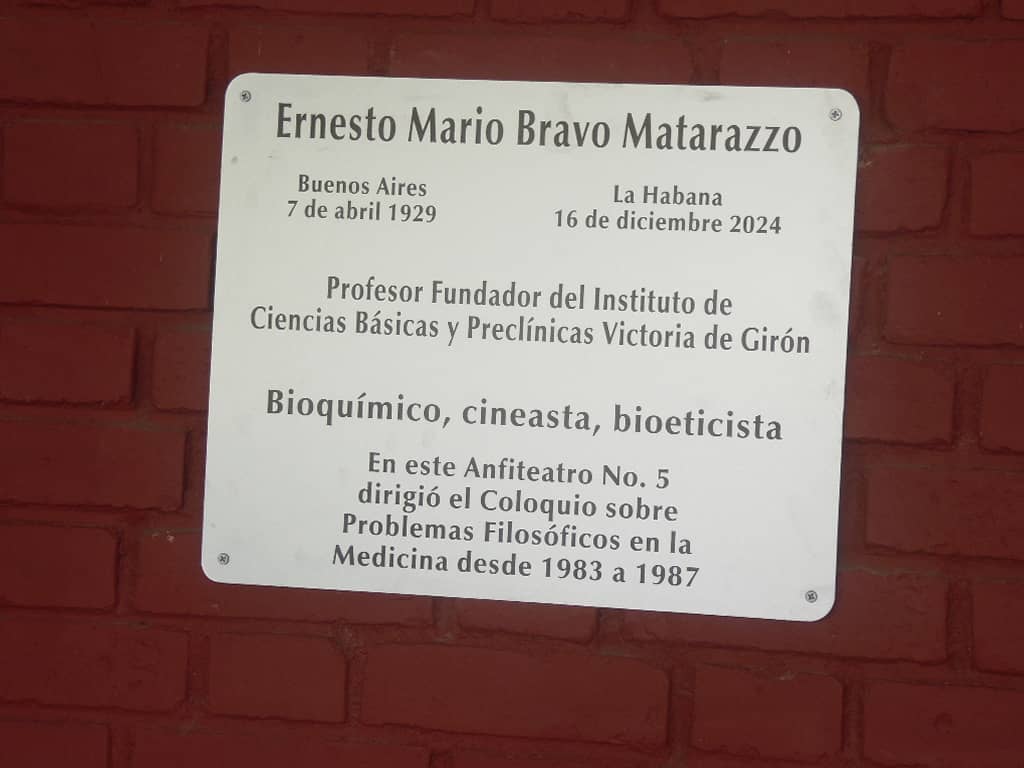 Ernesto Mario Bravo Matarazzo
Buenos Aires
7 de abril 1929
La Habana
16 de diciembre 2024
Profesor Fundador del Instituto de
Ciencias Básicas y Preclínicas Victoria de Girón
Bioquímico, cineasta, bioeticista
En este Anfiteatro No. 5
dirigió el Coloquio sobre
Problemas Filosóficos en la
Medicina desde 1983 a 1987